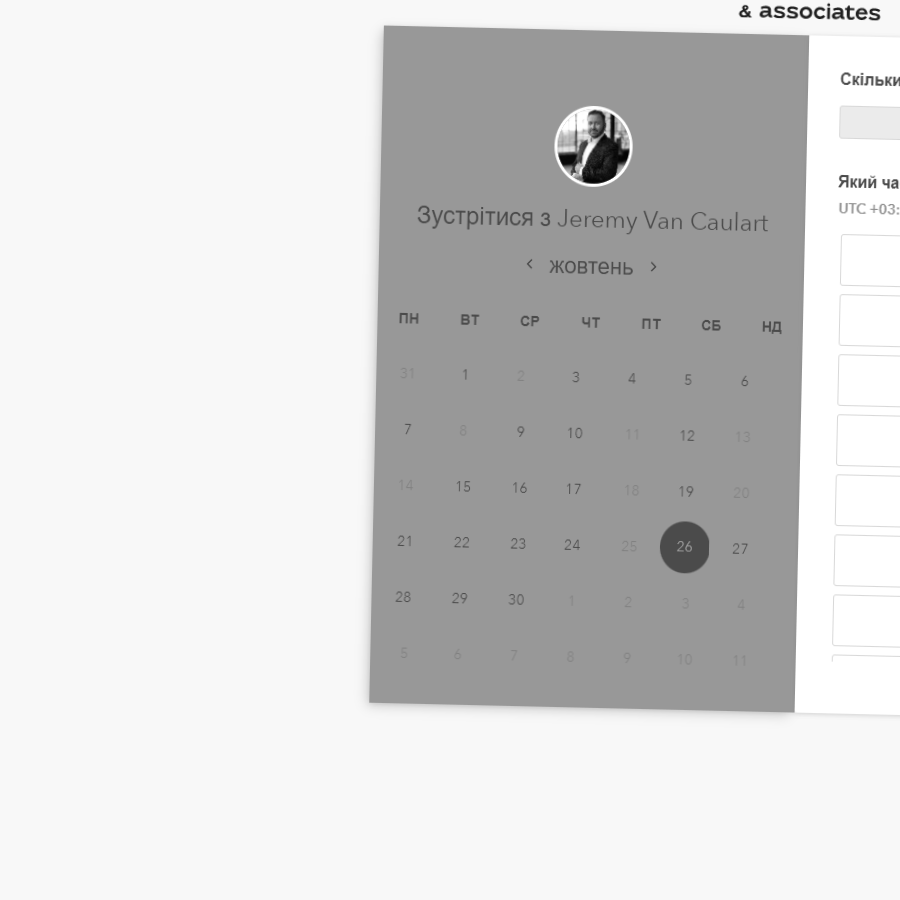 & associates
Зустрітися з Jeremy Van Caulart
жовтень
ПН ВТ СР ЧТ ПТ СБ НД
31 1 2 3 4 5 6
7 8 9 10 11 12 13
14 15 16 17 18 19 20
21 22 23 24 25 26 27
28 29 30 1 2 3 4
5 6 7 8 9 10 11
Скільки
Який ча
UTC +03: